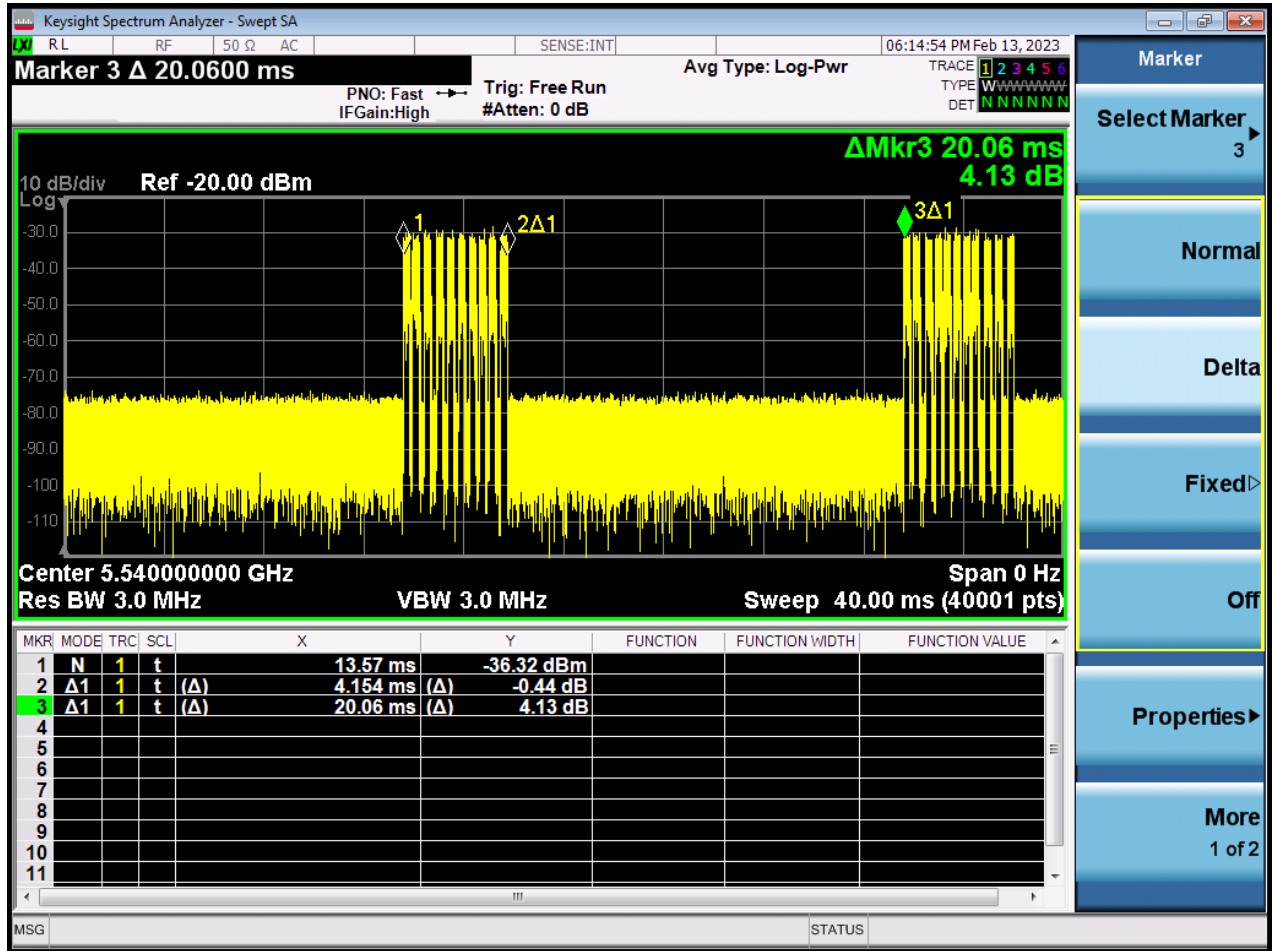 Keysight Spectrum Analyzer - Swept SA
LXI RL RF 50 Ω AC SENSE:INT 06:14:54 PM Feb 13, 2023
Marker 3 Δ 20.0600 ms
PNO: Fast
IFGain:High
Trig: Free Run
#Atten: 0 dB
Avg Type: Log-Pwr
TRACE 1 2 3 4 5 6
TYPE WWWWWW
DET N N N N N N
ΔMkr3 20.06 ms
4.13 dB
10 dB/div Ref -20.00 dBm
Log
1 2Δ1 3Δ1
-30.0
-40.0
-50.0
-60.0
-70.0
-80.0
-90.0
-100
-110
Center 5.540000000 GHz Span 0 Hz
Res BW 3.0 MHz VBW 3.0 MHz Sweep 40.00 ms (40001 pts)
MKR MODE TRC SCL X Y FUNCTION FUNCTION WIDTH FUNCTION VALUE
1 N 1 t 13.57 ms -36.32 dBm
2 Δ1 1 t (Δ) 4.154 ms (Δ) -0.44 dB
3 Δ1 1 t (Δ) 20.06 ms (Δ) 4.13 dB
4
5
6
7
8
9
10
11
MSG STATUS
Marker
Select Marker
3
Normal
Delta
Fixed
Off
Properties
More
1 of 2